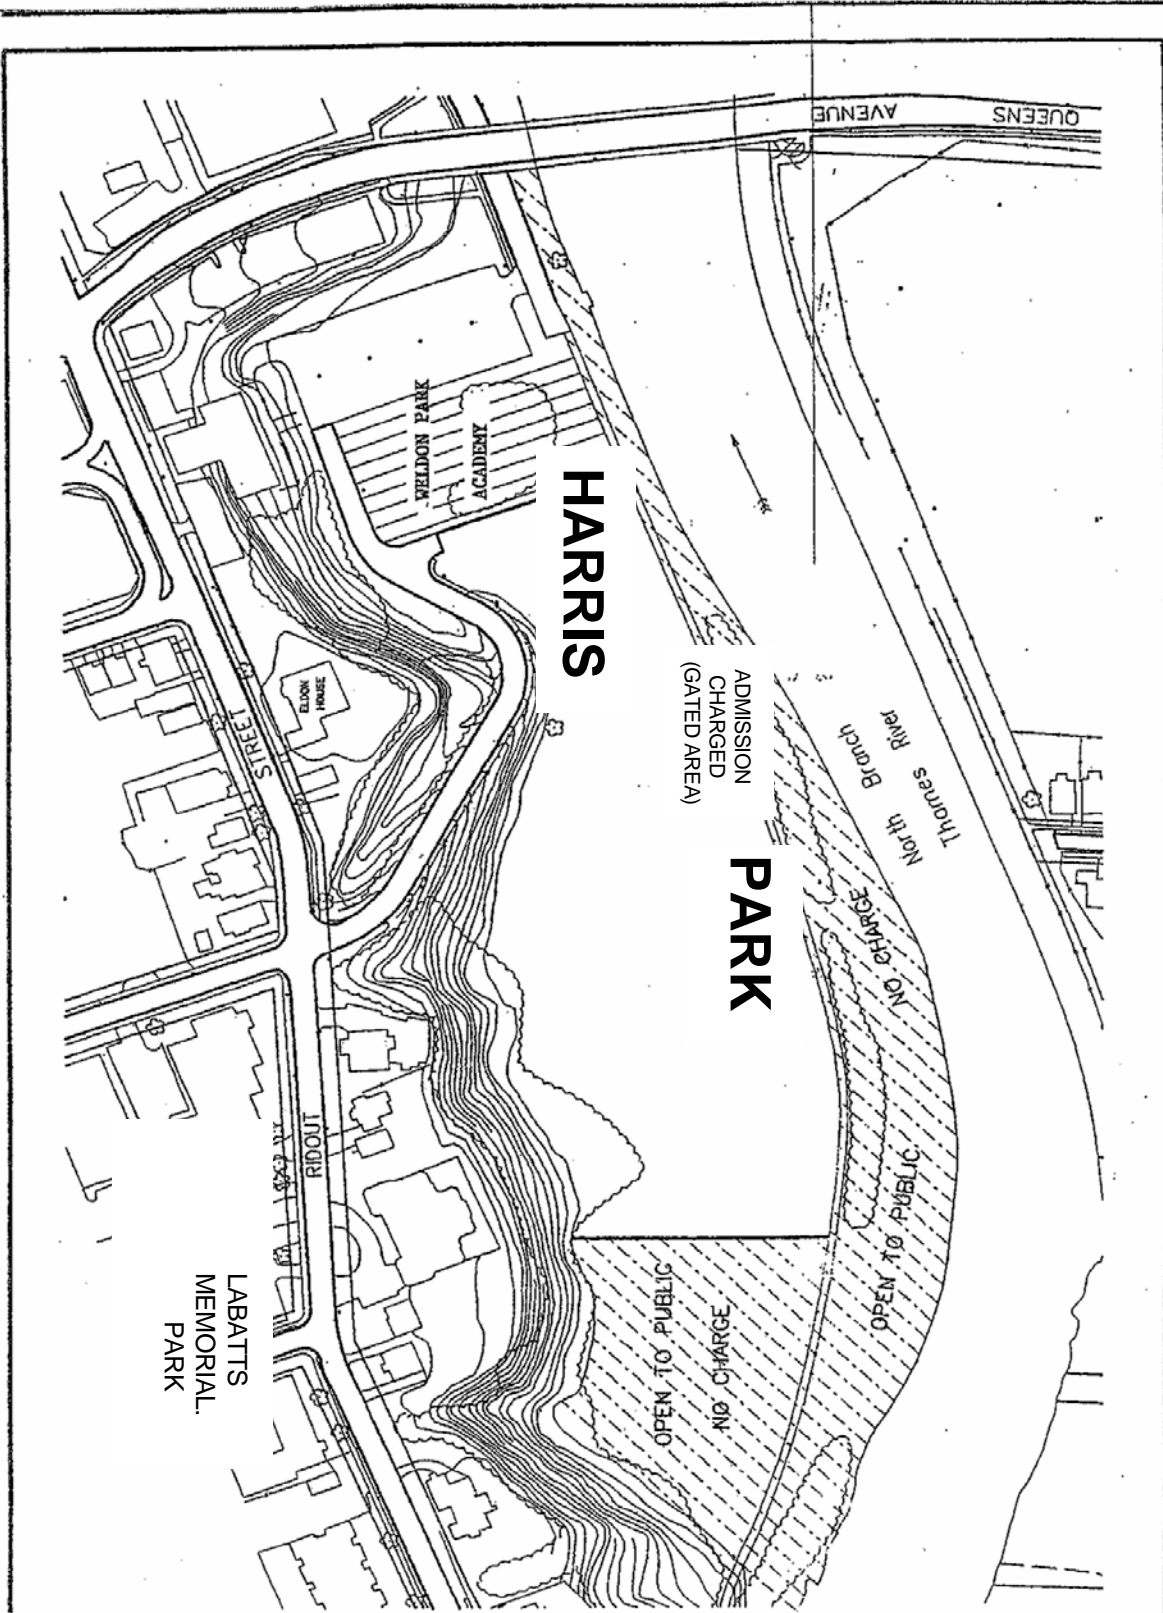 QUEENS
AVENUE
WELDON PARK
ACADEMY
HARRIS
PARK
ADMISSION
CHARGED
(GATED AREA)
North Branch
Thames River
NO CHARGE
OPEN TO PUBLIC
OPEN TO PUBLIC
NO CHARGE
ELDON
HOUSE
STREET
RIDOUT
LABATTS
MEMORIAL.
PARK